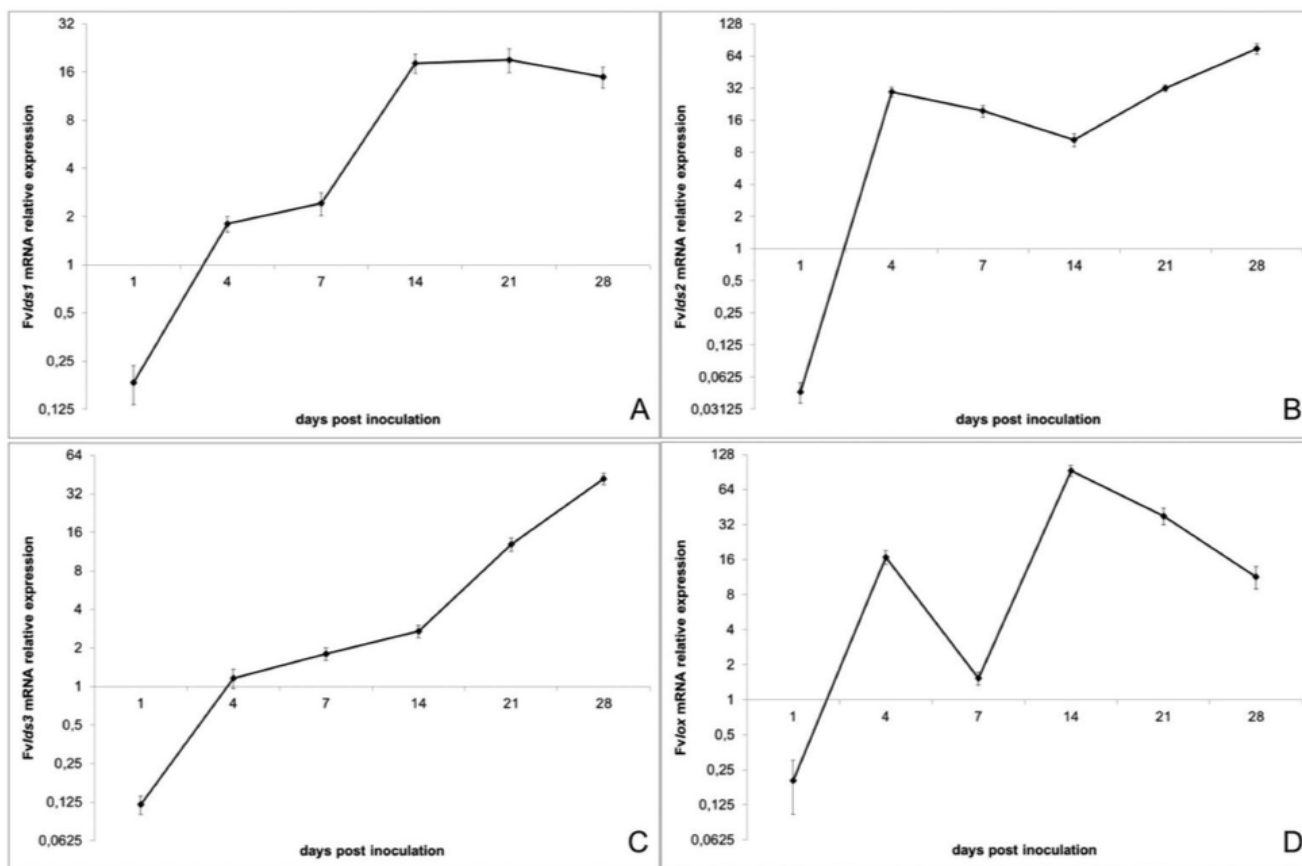 Fvlds1 mRNA relative expression
32
16
8
4
2
1
0,5
0,25
0,125
1 4 7 14 21 28
days post inoculation
A
Fvlds2 mRNA relative expression
128
64
32
16
8
4
2
1
0,5
0,25
0,125
0,0625
0,03125
1 4 7 14 21 28
days post inoculation
B
Fvlds3 mRNA relative expression
64
32
16
8
4
2
1
0,5
0,25
0,125
0,0625
1 4 7 14 21 28
days post inoculation
C
Fvlox mRNA relative expression
128
64
32
16
8
4
2
1
0,5
0,25
0,125
0,0625
1 4 7 14 21 28
days post inoculation
D